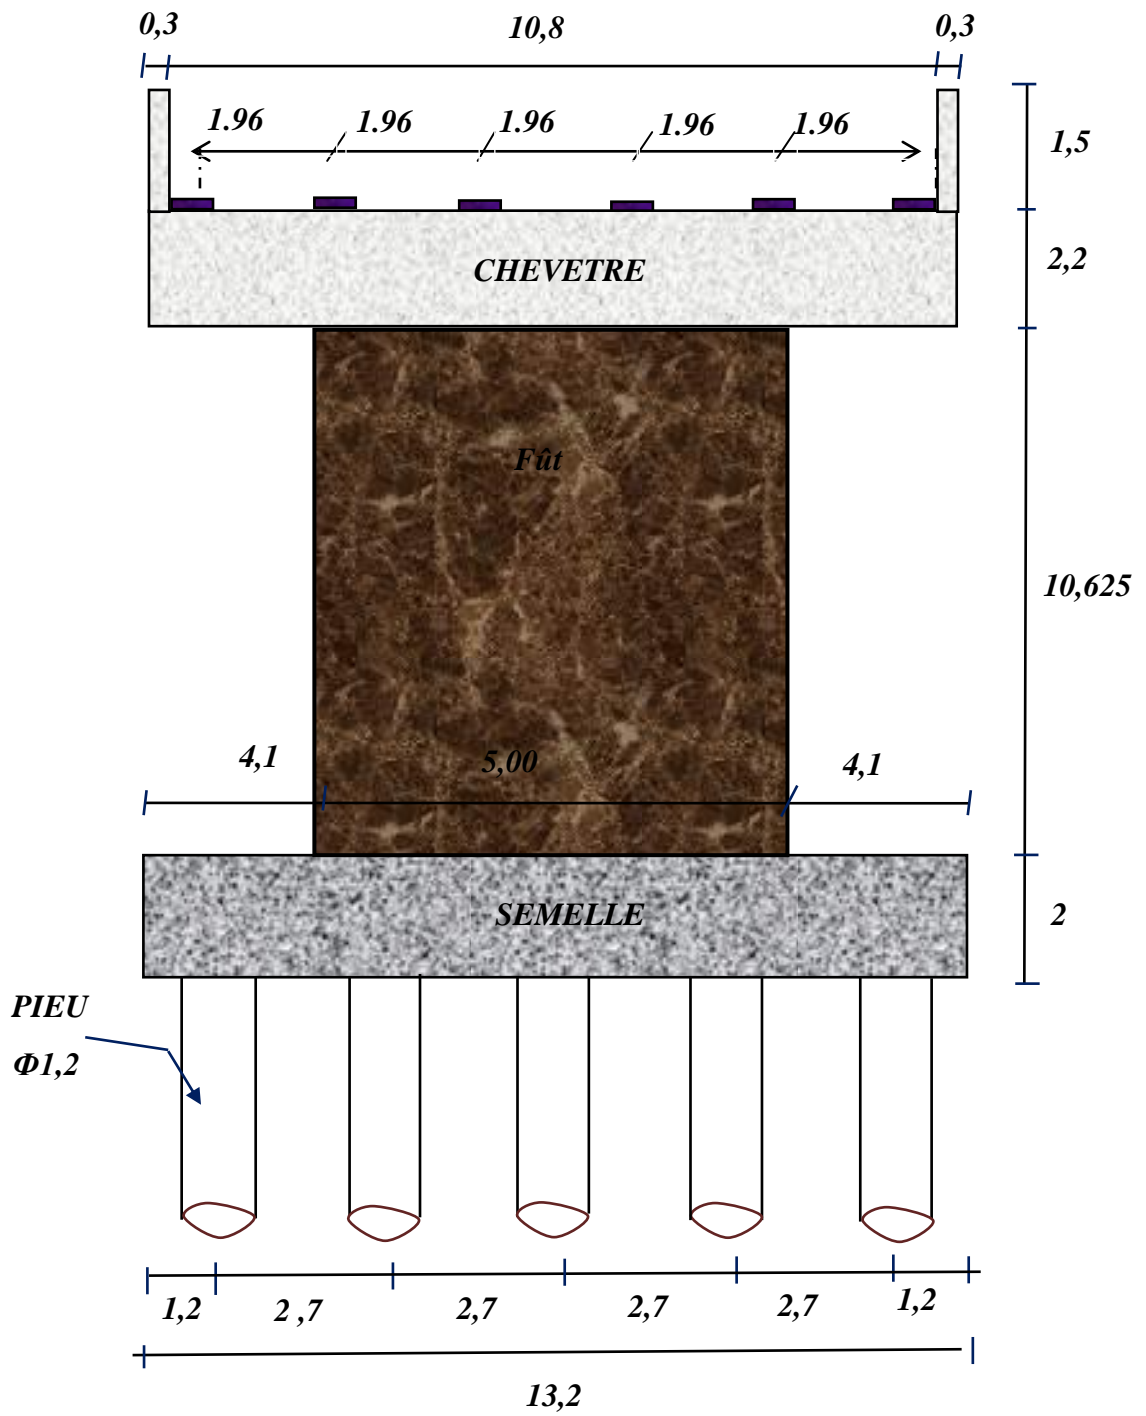 0,3 10,8 0,3
1.96 1.96 1.96 1.96 1.96
1,5
CHEVETRE
2,2
Fût
10,625
4,1 5,00 4,1
SEMELLE
2
PIEU
Φ1,2
1,2 2 ,7 2,7 2,7 2,7 1,2
13,2